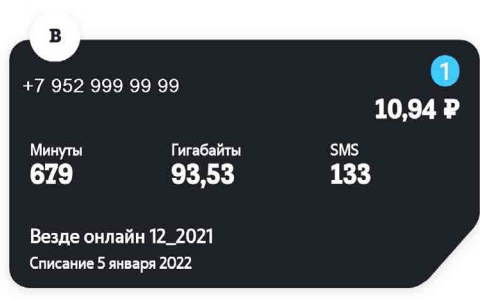 B
1
+7 952 999 99 99
10,94 ₽
Минуты Гигабайты SMS
679 93,53 133
Везде онлайн 12_2021
Списание 5 января 2022